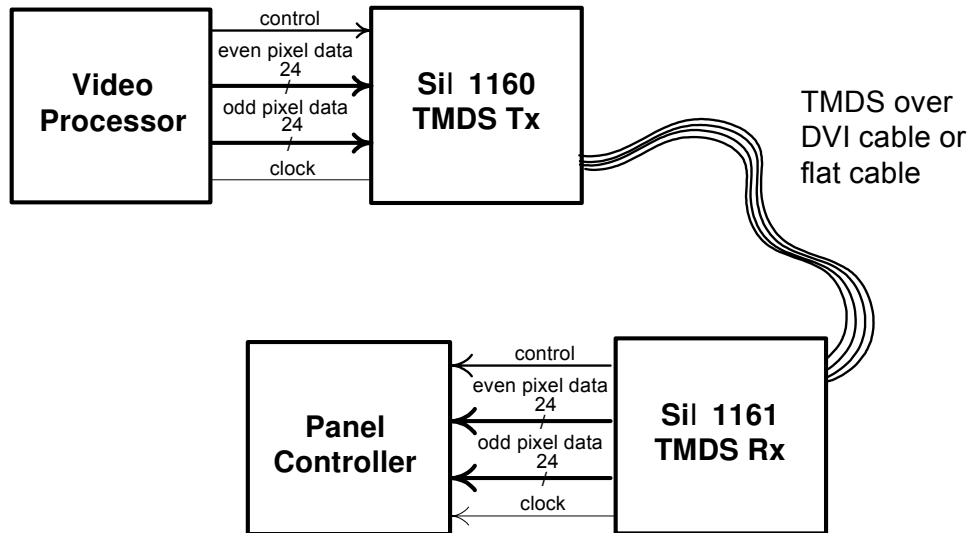 control
even pixel data
24
odd pixel data
24
clock
Video
Processor
SiI 1160
TMDS Tx
TMDS over
DVI cable or
flat cable
control
even pixel data
24
odd pixel data
24
clock
Panel
Controller
SiI 1161
TMDS Rx